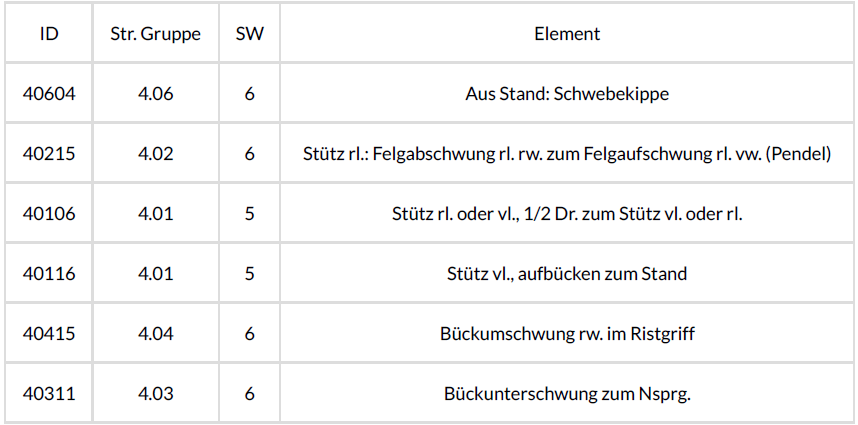 ID Str. Gruppe SW Element
40604 4.06 6 Aus Stand: Schwebekippe
40215 4.02 6 Stütz rl.: Felgabschwung rl. rw. zum Felgaufschwung rl. vw. (Pendel)
40106 4.01 5 Stütz rl. oder vl., 1/2 Dr. zum Stütz vl. oder rl.
40116 4.01 5 Stütz vl., aufbücken zum Stand
40415 4.04 6 Bückumschwung rw. im Ristgriff
40311 4.03 6 Bückunterschwung zum Nsprg.